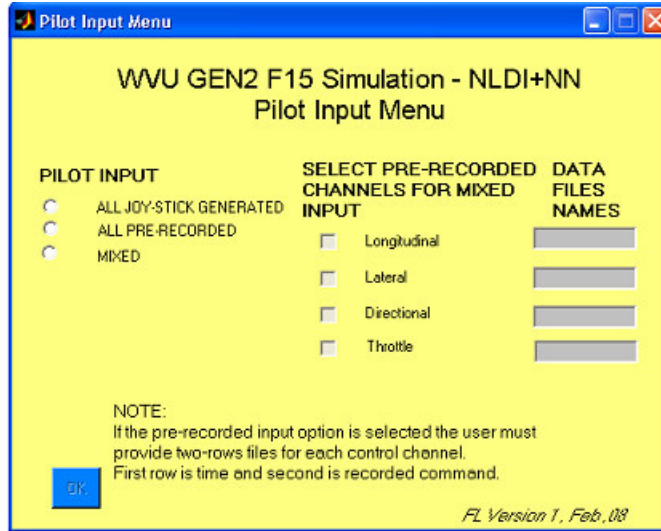 Pilot Input Menu
WVU GEN2 F15 Simulation - NLDI+NN
Pilot Input Menu
PILOT INPUT
ALL JOY-STICK GENERATED
ALL PRE-RECORDED
MIXED
SELECT PRE-RECORDED
CHANNELS FOR MIXED
INPUT
Longitudinal
Lateral
Directional
Throttle
DATA
FILES
NAMES
NOTE:
If the pre-recorded input option is selected the user must
provide two-rows files for each control channel.
First row is time and second is recorded command.
OK
FL Version 1, Feb,08